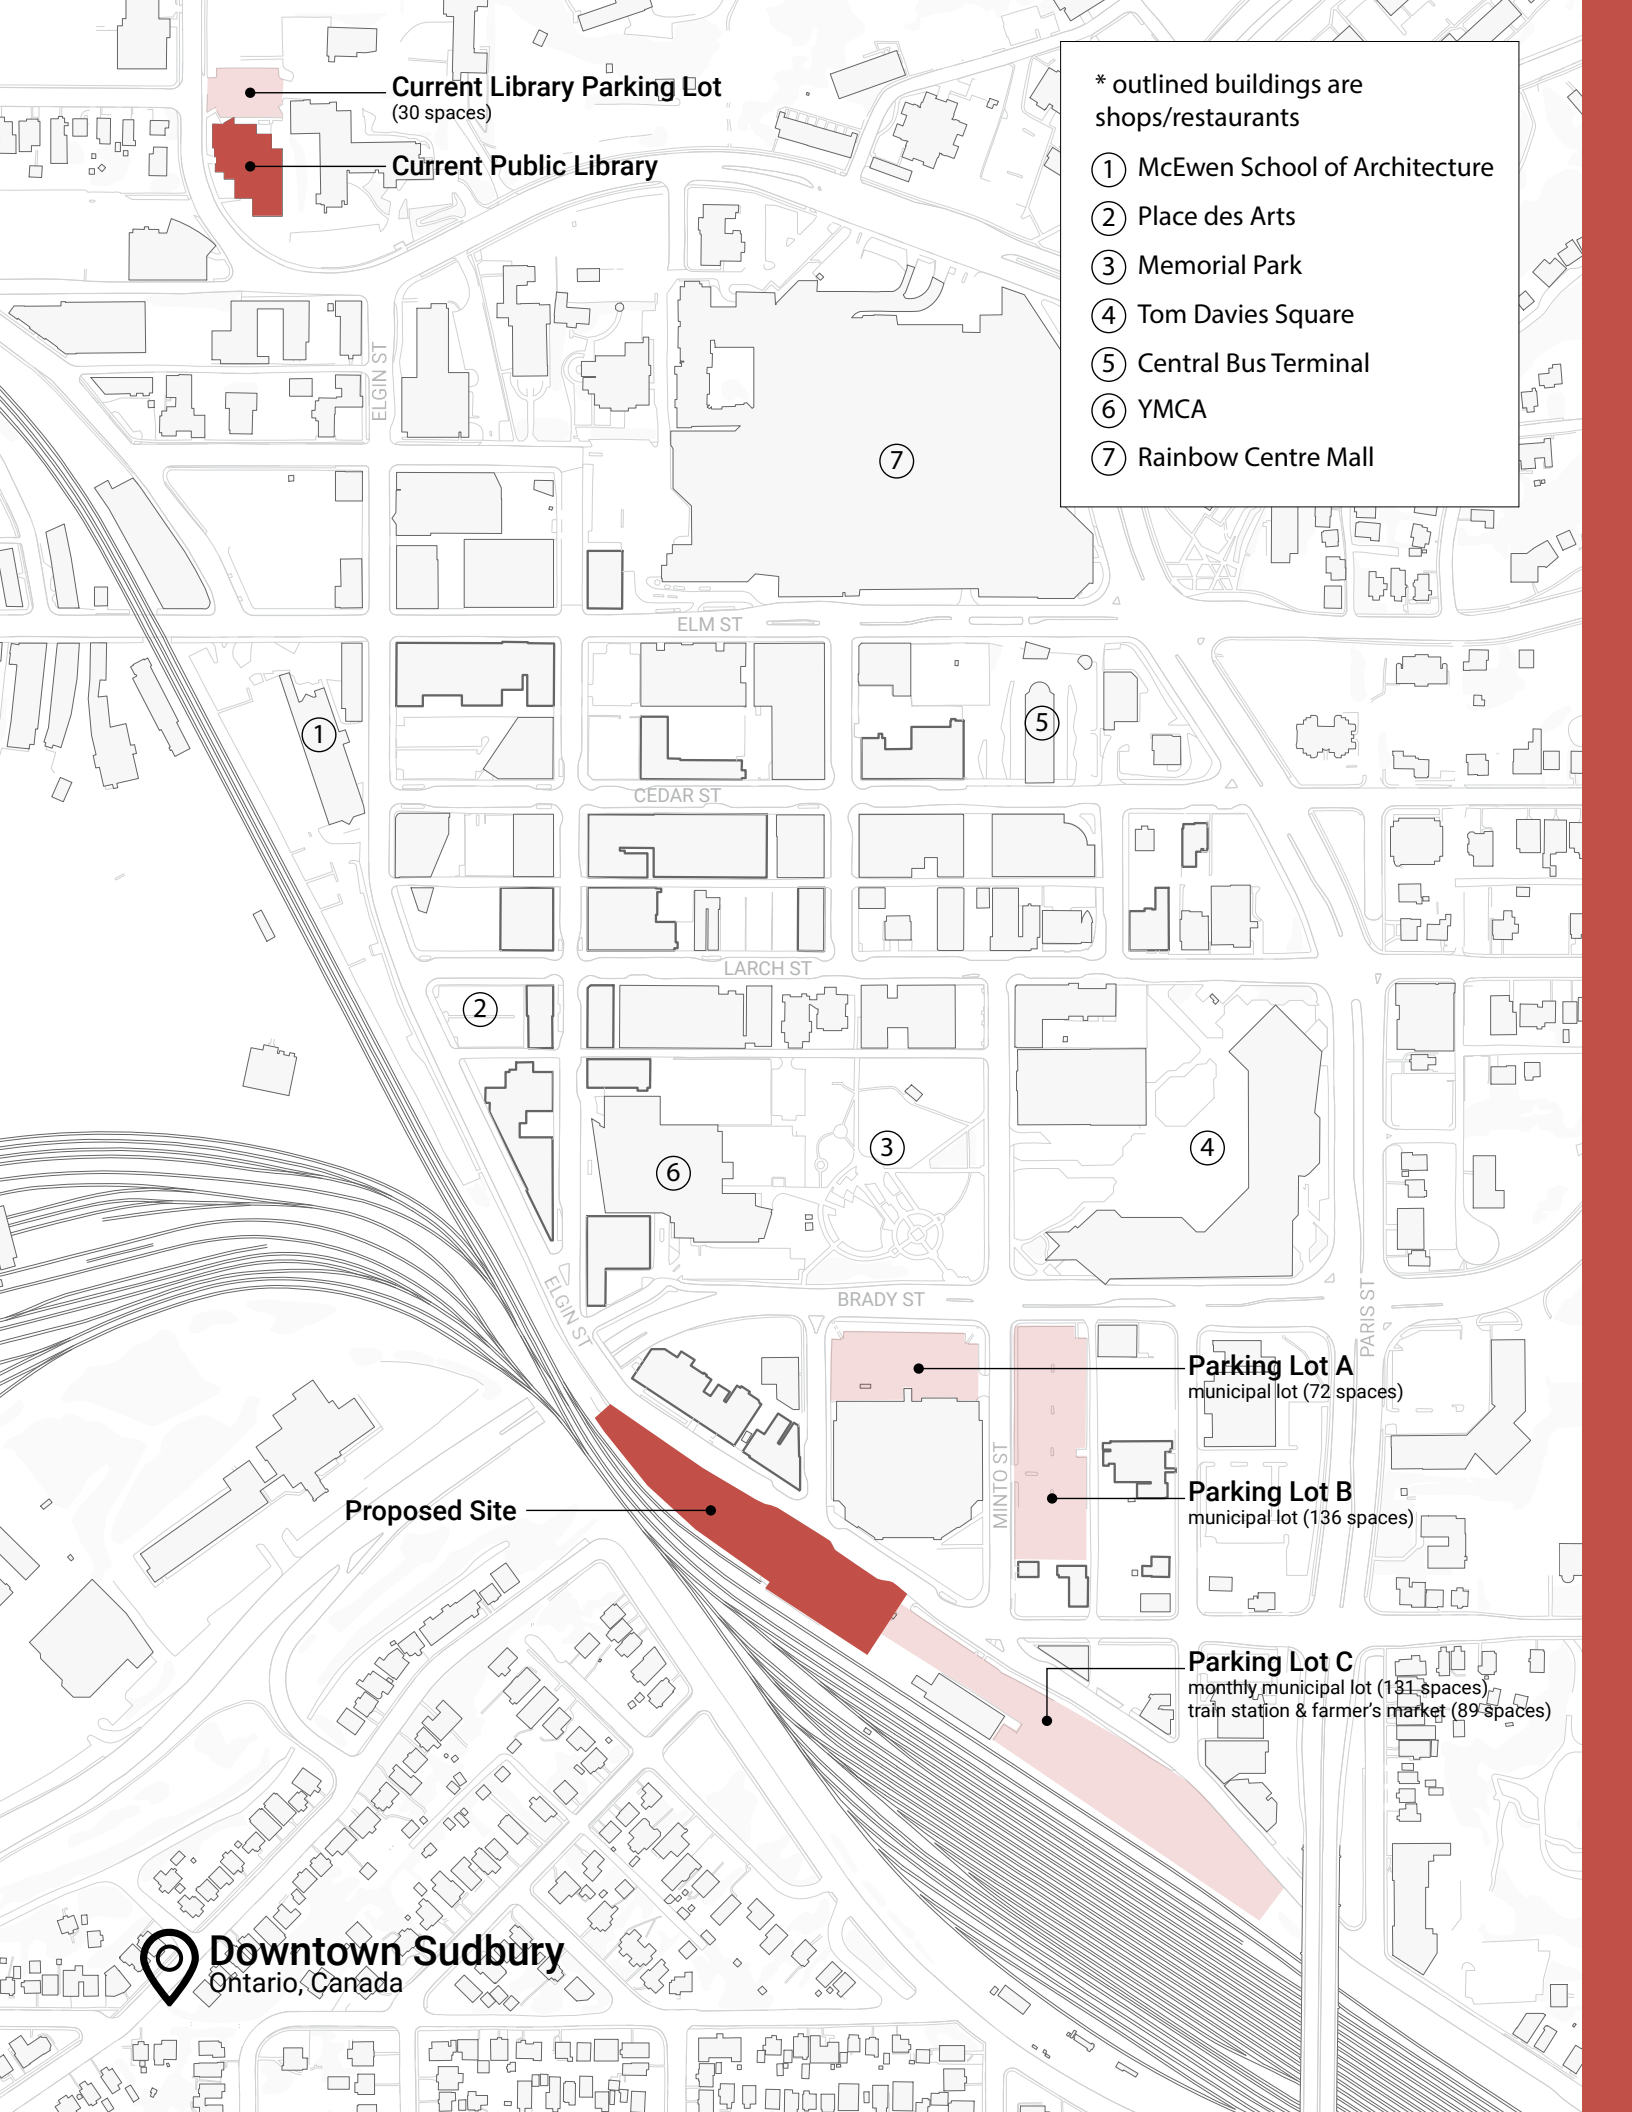 Current Library Parking Lot
(30 spaces)
Current Public Library
* outlined buildings are
shops/restaurants
1 McEwen School of Architecture
2 Place des Arts
3 Memorial Park
4 Tom Davies Square
5 Central Bus Terminal
6 YMCA
7 Rainbow Centre Mall
ELGIN ST
7
ELM ST
1
5
CEDAR ST
LARCH ST
2
3
4
6
ELGIN ST
BRADY ST
PARIS ST
Parking Lot A
municipal lot (72 spaces)
MINTO ST
Parking Lot B
municipal lot (136 spaces)
Proposed Site
Parking Lot C
monthly municipal lot (131 spaces)
train station & farmer's market (89 spaces)
Downtown Sudbury
Ontario, Canada